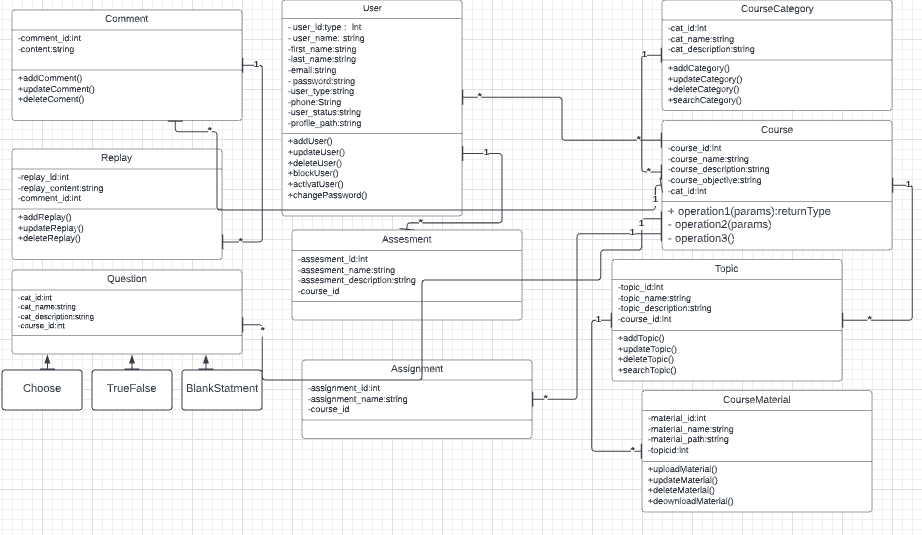 Comment
-comment_id:int
-content:string
+addComment()
+updateComment()
+deleteComent()
1
*
Replay
-replay_id:int
-replay_content:string
-comment_id:int
+addReplay()
+updateReplay()
+deleteReplay()
*
Question
-cat_id:int
-cat_name:string
-cat_description:string
-course_id:int
*
Choose
TrueFalse
BlankStatment
User
- user_id:type : int
- user_name: string
-first_name:string
-last_name:string
-email:string
- password:string
-user_type:string
-phone:String
-user_status:string
-profile_path:string
+addUser()
+updateUser()
+deleteUser()
+blockUser()
+activatUser()
+changePassword()
*
1
*
Assesment
-assesment_id:int
-assesment_name:string
-assesment_description:string
-course_id
Assignment
-assignment_id:int
-assignment_name:string
-course_id
*
CourseCategory
-cat_id:int
-cat_name:string
-cat_description:string
+addCategory()
+updateCategory()
+deleteCategory()
+searchCategory()
1
*
*
Course
-course_id:int
-course_name:string
-course_description:string
-course_objective:string
-cat_id:int
+ operation1(params):returnType
- operation2(params)
- operation3()
1
1
1
1
Topic
-topic_id:int
-topic_name:string
-topic_description:string
-course_id:int
+addTopic()
+updateTopic()
+deleteTopic()
+searchTopic()
*
1
CourseMaterial
-material_id:int
-material_name:string
-material_path:string
-topicid:int
+uploadMaterial()
+updateMaterial()
+deleteMaterial()
+deownloadMaterial()
*